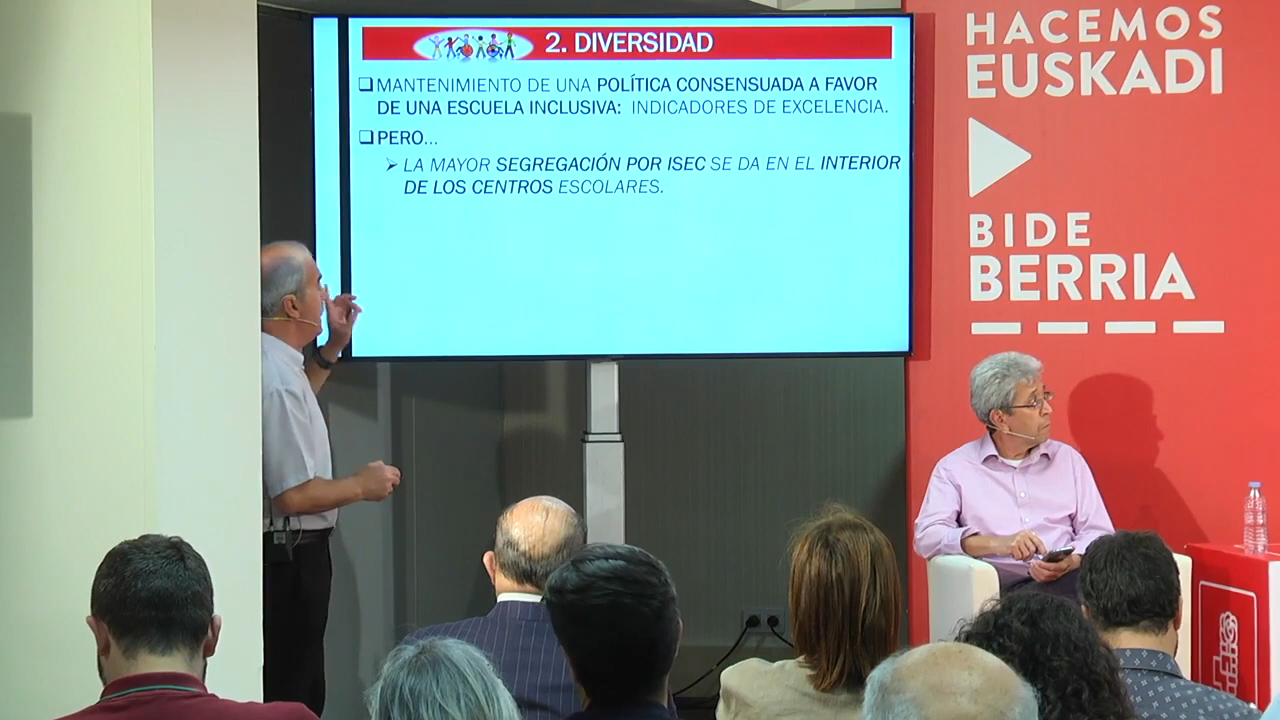 2. DIVERSIDAD
❑MANTENIMIENTO DE UNA POLÍTICA CONSENSUADA A FAVOR
DE UNA ESCUELA INCLUSIVA: INDICADORES DE EXCELENCIA.
❑PERO...
➢ LA MAYOR SEGREGACIÓN POR ISEC SE DA EN EL INTERIOR
DE LOS CENTROS ESCOLARES.
HACEMOS
EUSKADI
BIDE
BERRIA